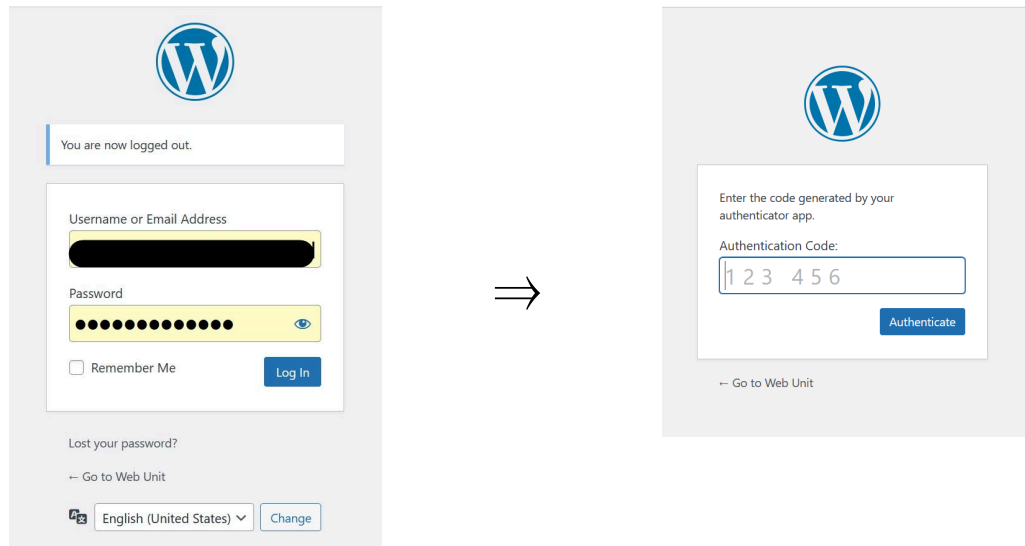 You are now logged out.
Username or Email Address
Password
Remember Me
Log In
Lost your password?
← Go to Web Unit
English (United States)
Change
⇒
Enter the code generated by your
authenticator app.
Authentication Code:
123 456
Authenticate
← Go to Web Unit